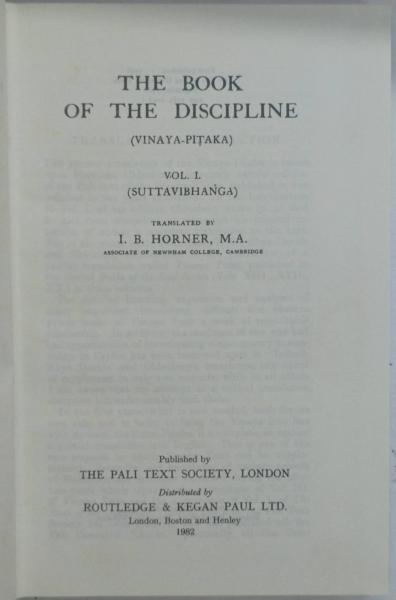 THE BOOK
OF THE DISCIPLINE
(VINAYA-PIṬAKA)
VOL. I.
(SUTTAVIBHAṄGA)
TRANSLATED BY
I. B. HORNER, M.A.
ASSOCIATE OF NEWNHAM COLLEGE, CAMBRIDGE
Published by
THE PALI TEXT SOCIETY, LONDON
Distributed by
ROUTLEDGE & KEGAN PAUL LTD.
London, Boston and Henley
1982